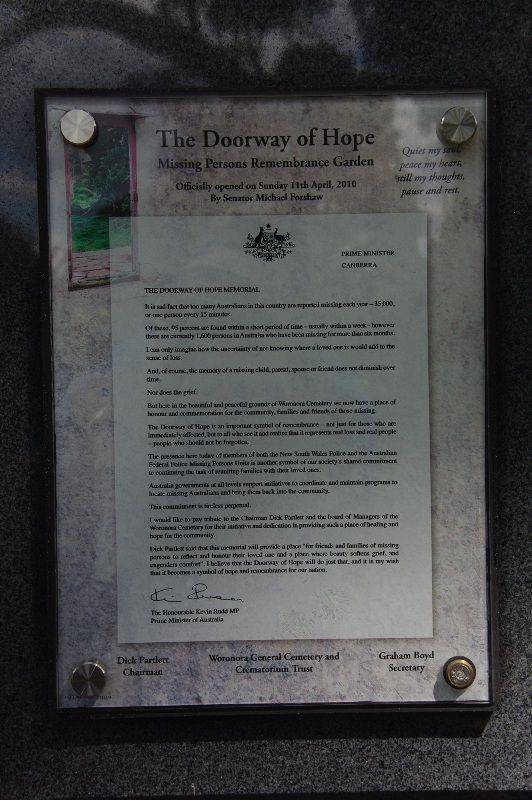 The Doorway of Hope
Missing Persons Remembrance Garden
Officially opened on Sunday 11th April, 2010
By Senator Michael Forshaw
Quiet my soul,
peace my heart,
still my thoughts,
pause and rest.
PRIME MINISTER
CANBERRA
THE DOORWAY OF HOPE MEMORIAL
It is sad fact that too many Australians in this country are reported missing each year – 35,000,
or one person every 15 minutes.
Of these, 95 percent are found within a short period of time – usually within a week - however
there are currently 1,600 persons in Australia who have been missing for more than six months.
I can only imagine how the uncertainty of not knowing where a loved one is would add to the
sense of loss.
And, of course, the memory of a missing child, parent, spouse or friend does not diminish over
time.
Nor does the grief.
But here in the beautiful and peaceful grounds of Woronora Cemetery we now have a place of
honour and commemoration for the community, families and friends of those missing.
The Doorway of Hope is an important symbol of remembrance – not just for those who are
immediately affected, but to all who see it and realise that it represents real loss and real people
– people who should not be forgotten.
The presence here today of members of both the New South Wales Police and the Australian
Federal Police Missing Persons Units is another symbol of our society's shared commitment
to continuing the task of reuniting families with their loved ones.
Australia governments at all levels support initiatives to coordinate and maintain programs to
locate missing Australians and bring them back into the community.
This commitment is tireless perpetual.
I would like to pay tribute to the Chairman Dick Partlett and the board of Managers of the
Woronora Cemetery for their initiative and dedication in providing such a place of healing and
hope for the community.
Dick Partlett said that this memorial will provide a place "for friends and families of missing
persons to reflect and honour their loved one and a place where beauty softens grief, and
engenders comfort". I believe that the Doorway of Hope will do just that, and it is my wish
that it becomes a symbol of hope and remembrance for our nation.
The Honourable Kevin Rudd MP
Prime Minister of Australia
Dick Partlett
Chairman
Woronora General Cemetery and
Crematorium Trust
Graham Boyd
Secretary